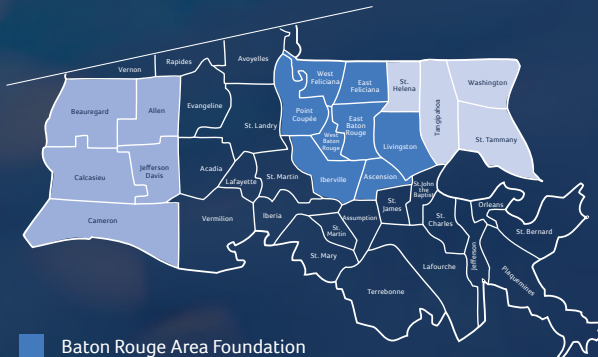 Vernon
Rapides
Avoyelles
Beauregard
Allen
Evangeline
St. Landry
West
Feliciana
East
Feliciana
St.
Helena
Tangipahoa
Washington
Point
Coupée
West
Baton
Rouge
East
Baton
Rouge
Livingston
St. Tammany
Calcasieu
Jefferson
Davis
Acadia
Lafayette
St. Martin
Iberville
Ascension
Cameron
Vermilion
Iberia
Assumption
St.
James
St.John
the
Baptist
St.
Charles
Orleans
St. Bernard
St.
Martin
St. Mary
Lafourche
Jefferson
Plaquemines
Terrebonne
Baton Rouge Area Foundation